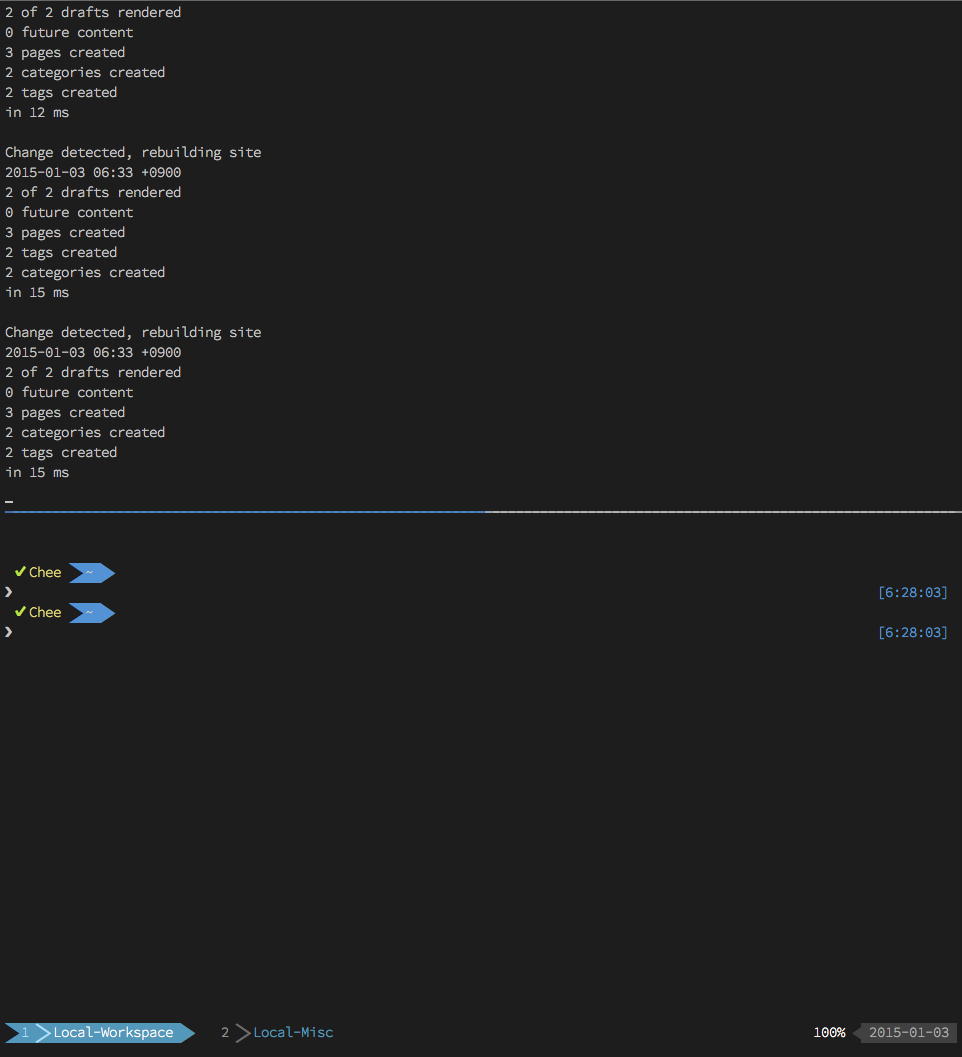 2 of 2 drafts rendered
0 future content
3 pages created
2 categories created
2 tags created
in 12 ms
Change detected, rebuilding site
2015-01-03 06:33 +0900
2 of 2 drafts rendered
0 future content
3 pages created
2 tags created
2 categories created
in 15 ms
Change detected, rebuilding site
2015-01-03 06:33 +0900
2 of 2 drafts rendered
0 future content
3 pages created
2 categories created
2 tags created
in 15 ms
✔ Chee ~
❯ [6:28:03]
✔ Chee ~
❯ [6:28:03]
1 Local-Workspace 2 Local-Misc 100% 2015-01-03